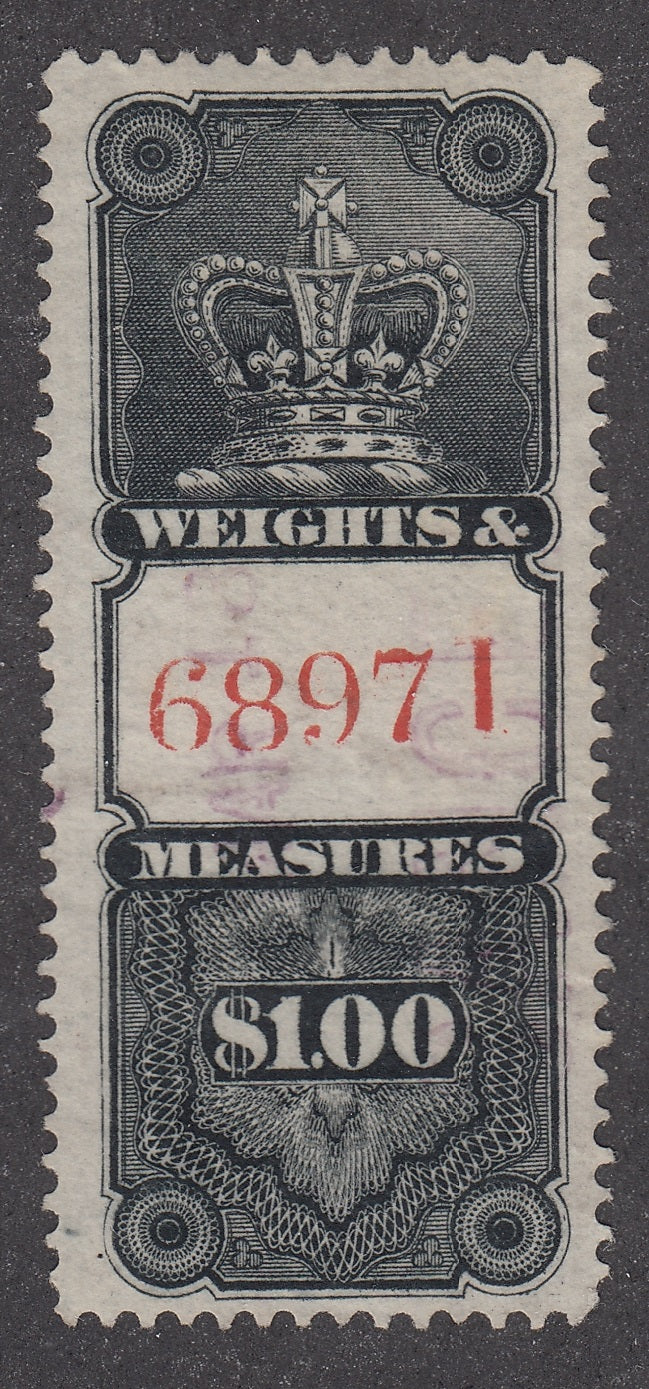 WEIGHTS &
68971
MEASURES
$1.00